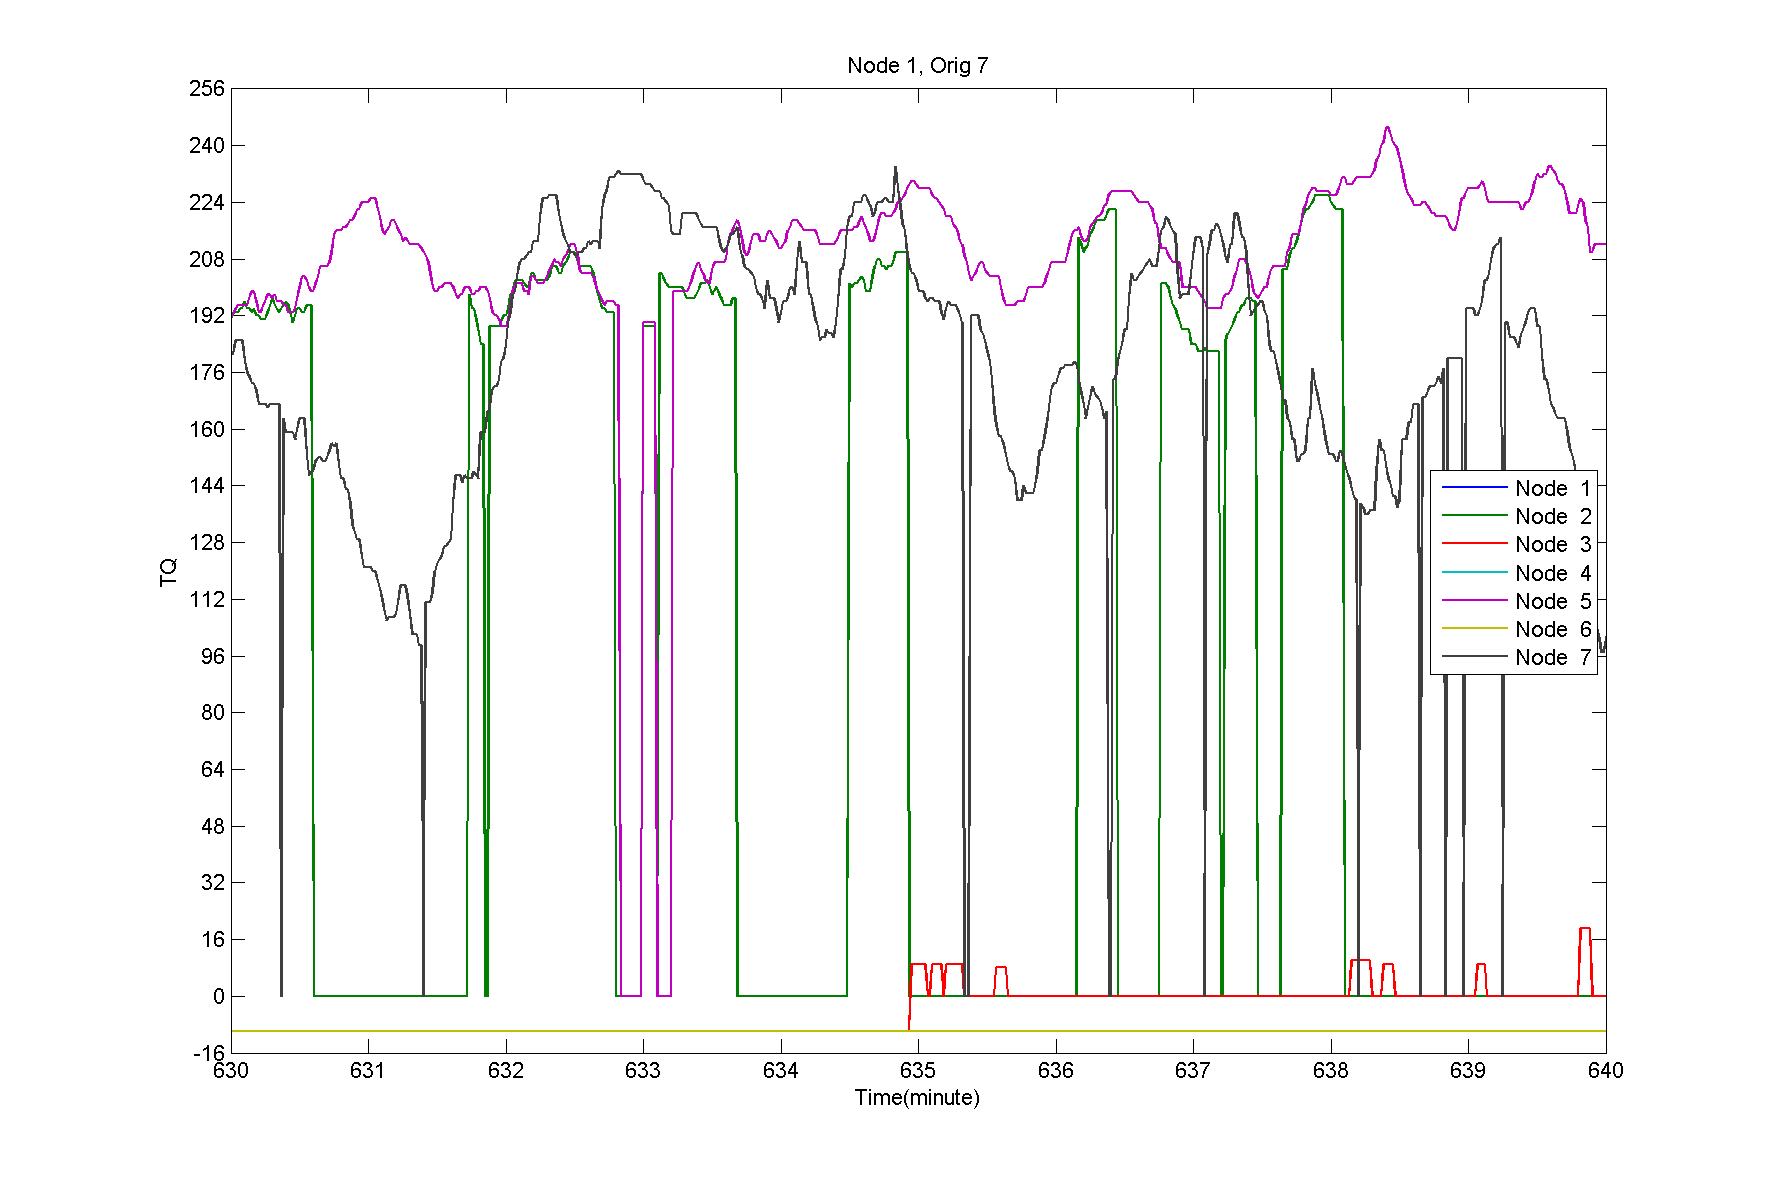 Node 1, Orig 7
256
240
224
208
192
176
160
144
128
112
96
80
64
48
32
16
0
-16
TQ
630 631 632 633 634 635 636 637 638 639 640
Time(minute)
Node 1
Node 2
Node 3
Node 4
Node 5
Node 6
Node 7